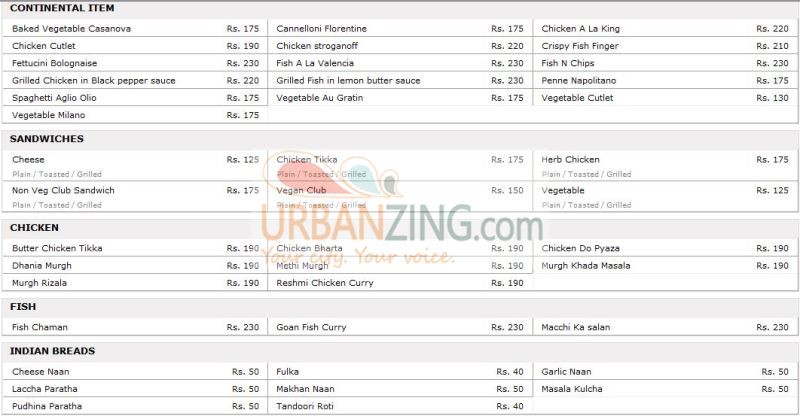 CONTINENTAL ITEM
Baked Vegetable Casanova Rs. 175 Cannelloni Florentine Rs. 175 Chicken A La King Rs. 220
Chicken Cutlet Rs. 190 Chicken stroganoff Rs. 220 Crispy Fish Finger Rs. 210
Fettucini Bolognaise Rs. 230 Fish A La Valencia Rs. 230 Fish N Chips Rs. 230
Grilled Chicken in Black pepper sauce Rs. 220 Grilled Fish in lemon butter sauce Rs. 230 Penne Napolitano Rs. 175
Spaghetti Aglio Olio Rs. 175 Vegetable Au Gratin Rs. 175 Vegetable Cutlet Rs. 130
Vegetable Milano Rs. 175
SANDWICHES
Cheese Rs. 125 Chicken Tikka Rs. 175 Herb Chicken Rs. 175
Plain / Toasted / Grilled Plain / Toasted / Grilled Plain / Toasted / Grilled
Non Veg Club Sandwich Rs. 175 Vegan Club Rs. 150 Vegetable Rs. 125
Plain / Toasted / Grilled Plain / Toasted / Grilled Plain / Toasted / Grilled
URBANZING.com
Your city. Your voice.
CHICKEN
Butter Chicken Tikka Rs. 190 Chicken Bharta Rs. 190 Chicken Do Pyaza Rs. 190
Dhania Murgh Rs. 190 Methi Murgh Rs. 190 Murgh Khada Masala Rs. 190
Murgh Rizala Rs. 190 Reshmi Chicken Curry Rs. 190
FISH
Fish Chaman Rs. 230 Goan Fish Curry Rs. 230 Macchi Ka salan Rs. 230
INDIAN BREADS
Cheese Naan Rs. 50 Fulka Rs. 40 Garlic Naan Rs. 50
Laccha Paratha Rs. 50 Makhan Naan Rs. 50 Masala Kulcha Rs. 50
Pudhina Paratha Rs. 50 Tandoori Roti Rs. 40